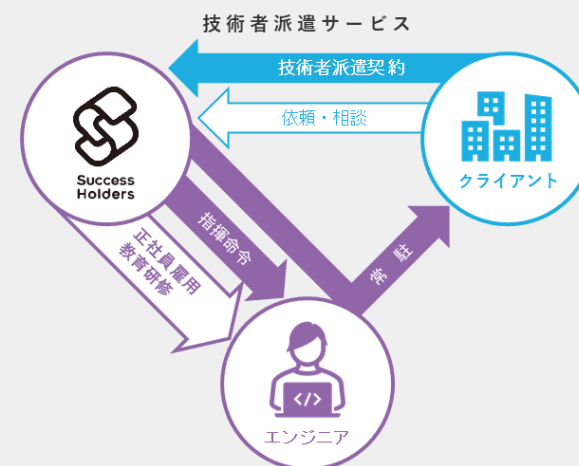 技術者派遣サービス
技術者派遣契約
依頼・相談
Success
Holders
クライアント
指揮命令
正社員雇用
教育研修
常駐
</>
エンジニア